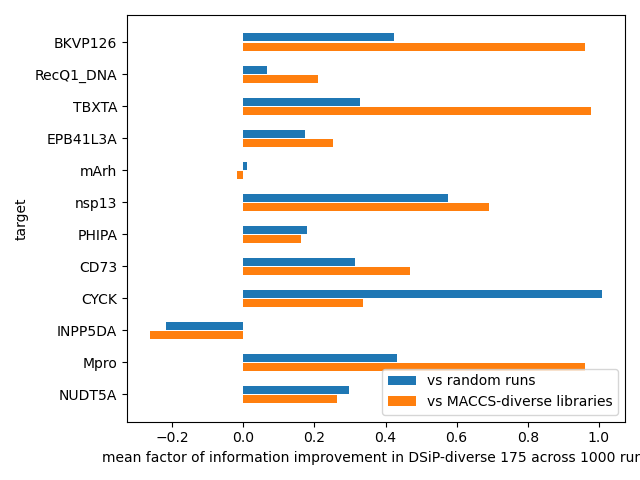 BKVP126
RecQ1_DNA
TBXTA
EPB41L3A
mArh
nsp13
PHIPA
CD73
CYCK
INPP5DA
Mpro
NUDT5A
target
vs random runs
vs MACCS-diverse libraries
−0.2 0.0 0.2 0.4 0.6 0.8 1.0
mean factor of information improvement in DSiP-diverse 175 across 1000 run